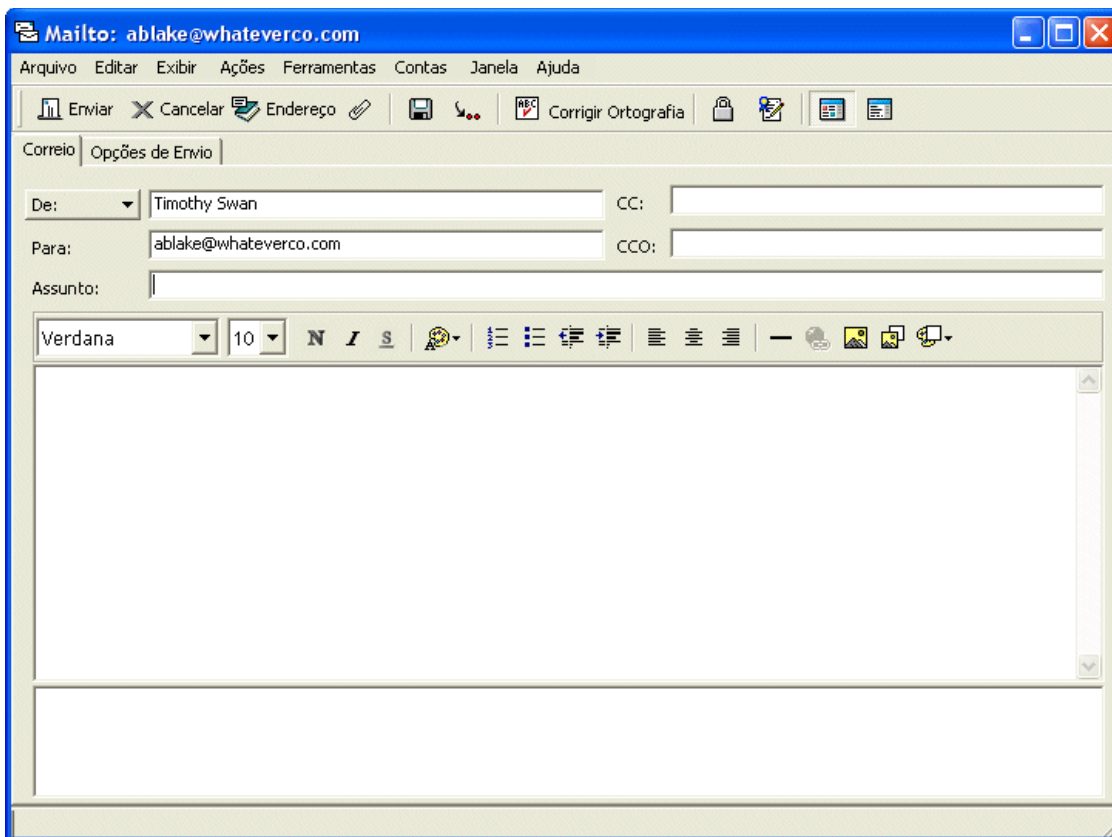 Mailto: ablake@whateverco.com
Arquivo Editar Exibir Ações Ferramentas Contas Janela Ajuda
Enviar Cancelar Endereço ABC Corrigir Ortografia
Correio Opções de Envio
De: Timothy Swan CC:
Para: ablake@whateverco.com CCO:
Assunto:
Verdana 10 N I S